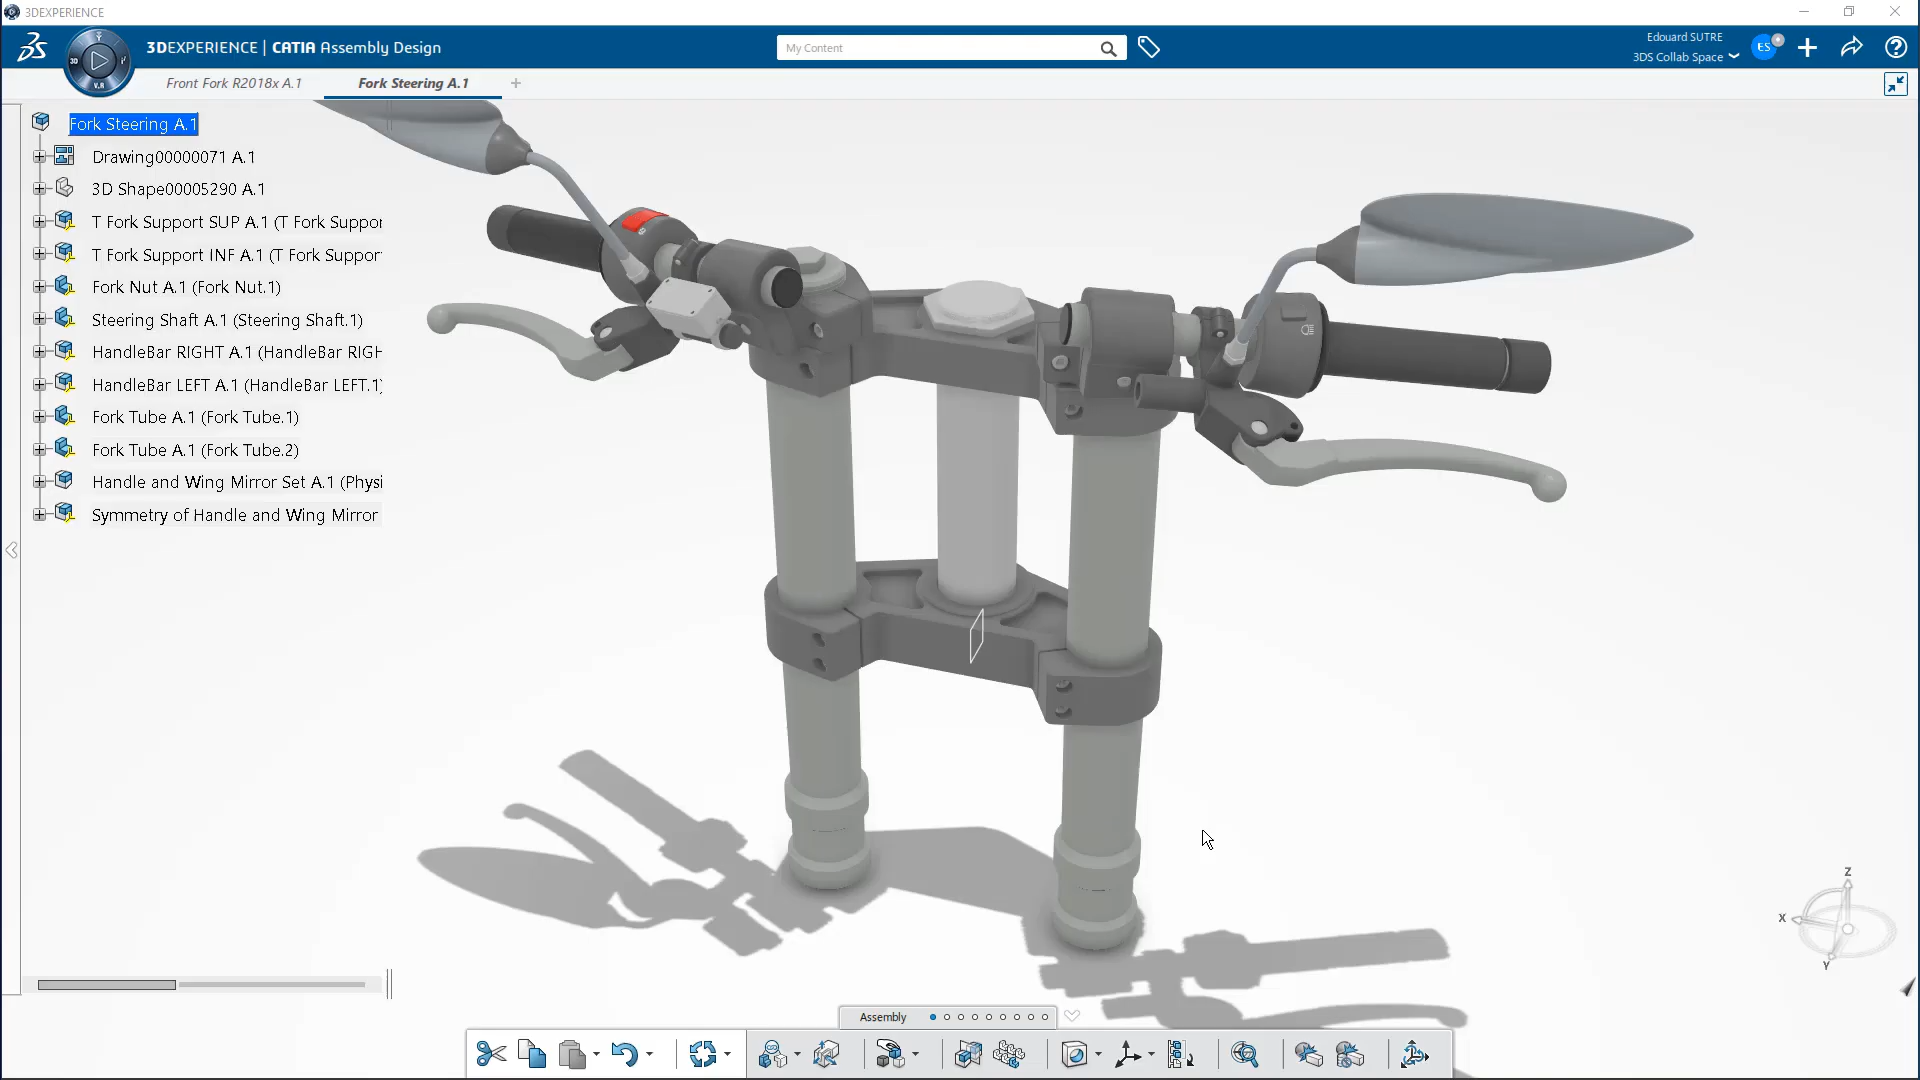 3DEXPERIENCE
3DEXPERIENCE | CATIA Assembly Design
My Content
Edouard SUTRE
3DS Collab Space
ES
3D
V.R
Front Fork R2018x A.1
Fork Steering A.1
Fork Steering A.1
Drawing00000071 A.1
3D Shape00005290 A.1
T Fork Support SUP A.1 (T Fork Suppor
T Fork Support INF A.1 (T Fork Suppor
Fork Nut A.1 (Fork Nut.1)
Steering Shaft A.1 (Steering Shaft.1)
HandleBar RIGHT A.1 (HandleBar RIGH
HandleBar LEFT A.1 (HandleBar LEFT.1)
Fork Tube A.1 (Fork Tube.1)
Fork Tube A.1 (Fork Tube.2)
Handle and Wing Mirror Set A.1 (Physi
Symmetry of Handle and Wing Mirror
Z
X
Y
Assembly